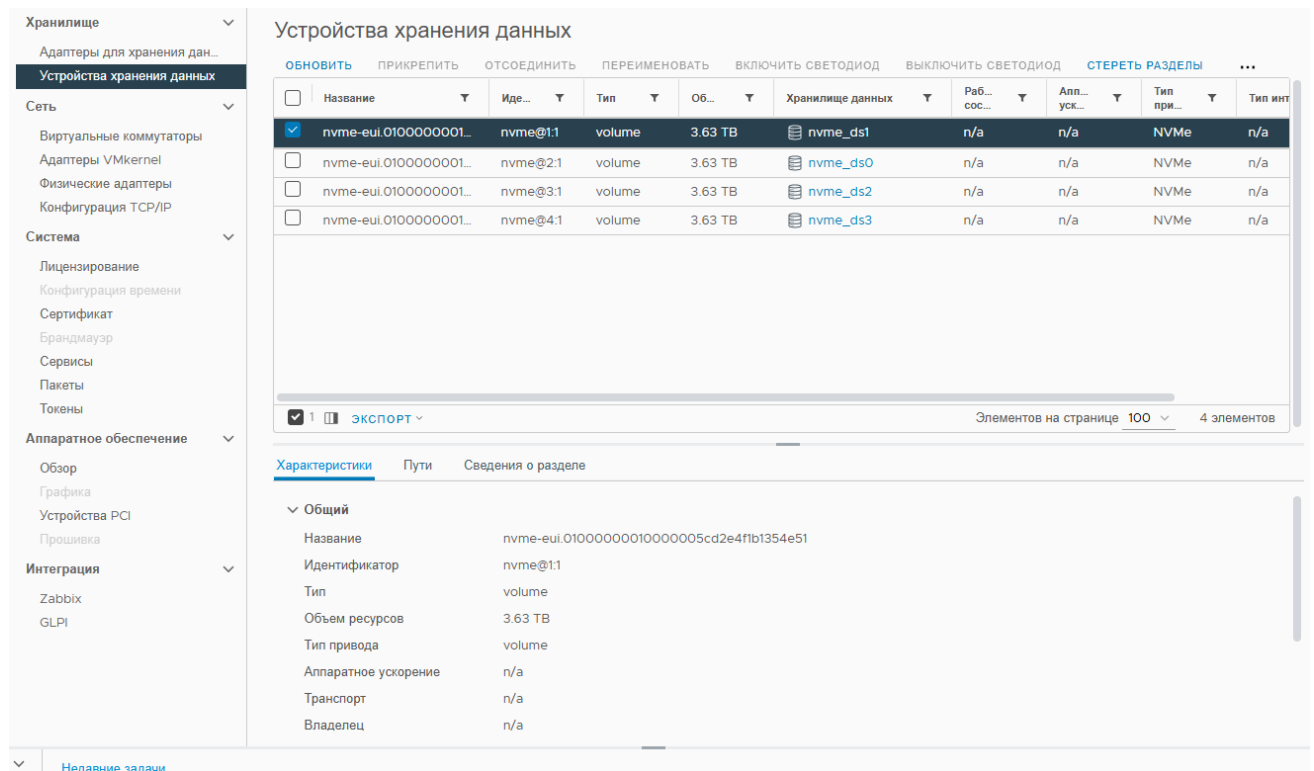 Хранилище
Адаптеры для хранения дан...
Устройства хранения данных
Сеть
Виртуальные коммутаторы
Адаптеры VMkernel
Физические адаптеры
Конфигурация TCP/IP
Система
Лицензирование
Конфигурация времени
Сертификат
Брандмауэр
Сервисы
Пакеты
Токены
Аппаратное обеспечение
Обзор
Графика
Устройства PCI
Прошивка
Интеграция
Zabbix
GLPI
Устройства хранения данных
ОБНОВИТЬ ПРИКРЕПИТЬ ОТСОЕДИНИТЬ ПЕРЕИМЕНОВАТЬ ВКЛЮЧИТЬ СВЕТОДИОД ВЫКЛЮЧИТЬ СВЕТОДИОД СТЕРЕТЬ РАЗДЕЛЫ ...
Название Иде... Тип Об... Хранилище данных Раб... сос... Апп... уск... Тип при... Тип инт
nvme-eui.0100000001... nvme@1:1 volume 3.63 TB nvme_ds1 n/a n/a NVMe n/a
nvme-eui.0100000001... nvme@2:1 volume 3.63 TB nvme_ds0 n/a n/a NVMe n/a
nvme-eui.0100000001... nvme@3:1 volume 3.63 TB nvme_ds2 n/a n/a NVMe n/a
nvme-eui.0100000001... nvme@4:1 volume 3.63 TB nvme_ds3 n/a n/a NVMe n/a
1 ЭКСПОРТ Элементов на странице 100 4 элементов
Характеристики Пути Сведения о разделе
Общий
Название nvme-eui.01000000010000005cd2e4f1b1354e51
Идентификатор nvme@1:1
Тип volume
Объем ресурсов 3.63 TB
Тип привода volume
Аппаратное ускорение n/a
Транспорт n/a
Владелец n/a
Недавние задачи